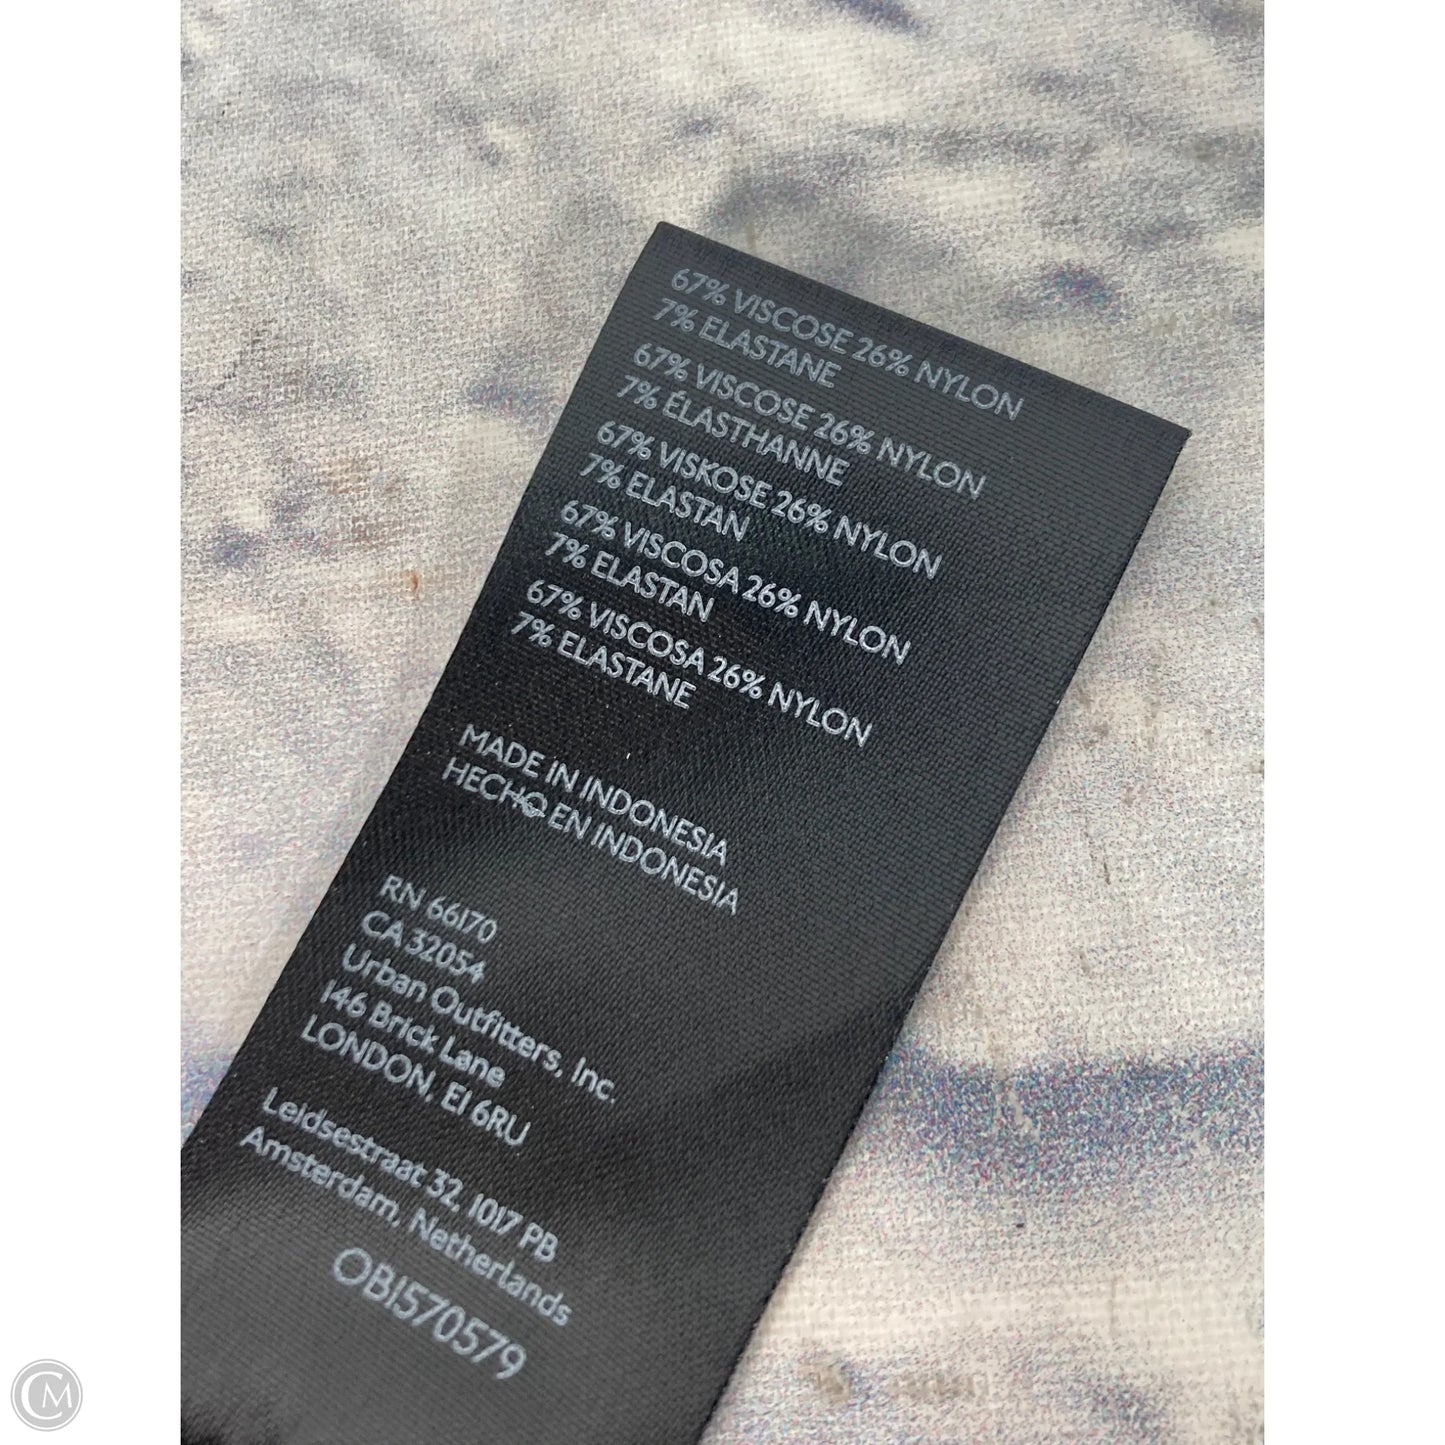 67% VISCOSE 26% NYLON
7% ELASTANE
67% VISCOSE 26% NYLON
7% ÉLASTHANNE
67% VISKOSE 26% NYLON
7% ELASTAN
67% VISCOSA 26% NYLON
7% ELASTAN
67% VISCOSA 26% NYLON
7% ELASTANE
MADE IN INDONESIA
HECHO EN INDONESIA
RN 66170
CA 32054
Urban Outfitters, Inc.
146 Brick Lane
LONDON, E1 6RU
Leidsestraat 32, 1017 PB
Amsterdam, Netherlands
OB1570579
CM